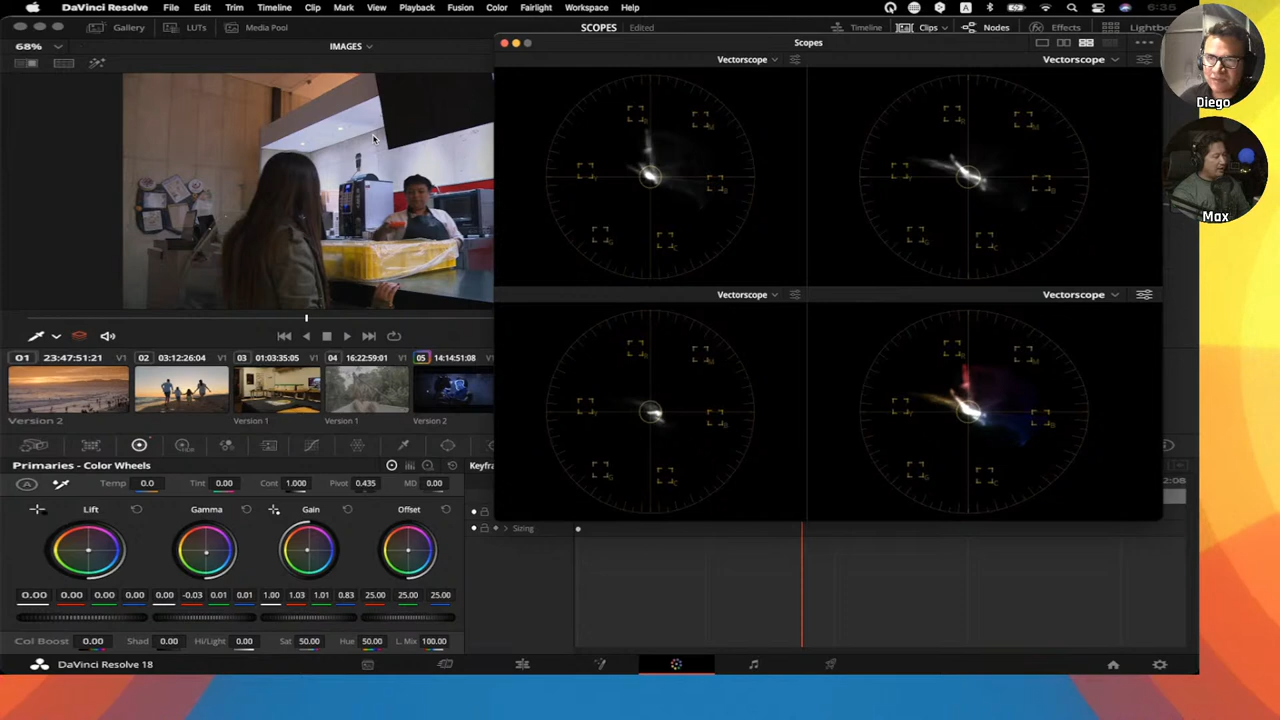 DaVinci Resolve File Edit Trim Timeline Clip Mark View Playback Fusion Color Fairlight Workspace Help
Gallery LUTs Media Pool SCOPES Edited Timeline Clips Nodes Effects
68% IMAGES Scopes
Vectorscope Vectorscope
Diego
Max
Vectorscope Vectorscope
01 23:47:51:21 V1 02 03:12:26:04 V1 03 01:03:35:05 V1 04 16:22:59:01 V1 05 14:14:51:08 V1
Version 2 Version 1 Version 1 Version 2
Primaries - Color Wheels
Temp 0.0 Tint 0.00 Cont 1.000 Pivot 0.435 MD 0.00
Lift Gamma Gain Offset
Sizing
0.00 0.00 0.00 0.00 0.00 -0.03 0.01 0.01 1.00 1.03 1.01 0.83 25.00 25.00 25.00
Col Boost 0.00 Shad 0.00 Hi/Light 0.00 Sat 50.00 Hue 50.00 L. Mix 100.00
DaVinci Resolve 18